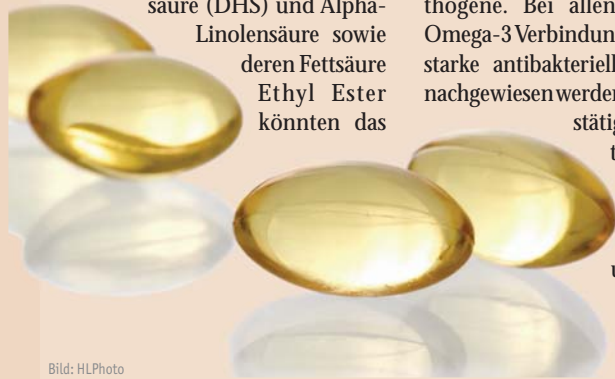 säure (DHS) und Alpha-
Linolensäure sowie
deren Fettsäure
Ethyl Ester
könnten das
thogene. Bei allen
Omega-3 Verbindun
starke antibakteriell
nachgewiesen werden
stätig
t
u
Bild: HLPhoto